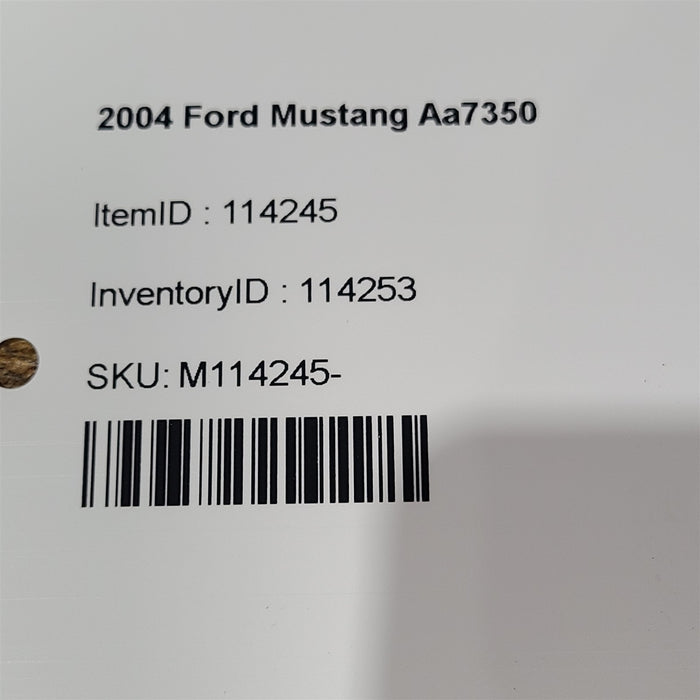 2004 Ford Mustang Aa7350
ItemID : 114245
InventoryID : 114253
SKU: M114245-